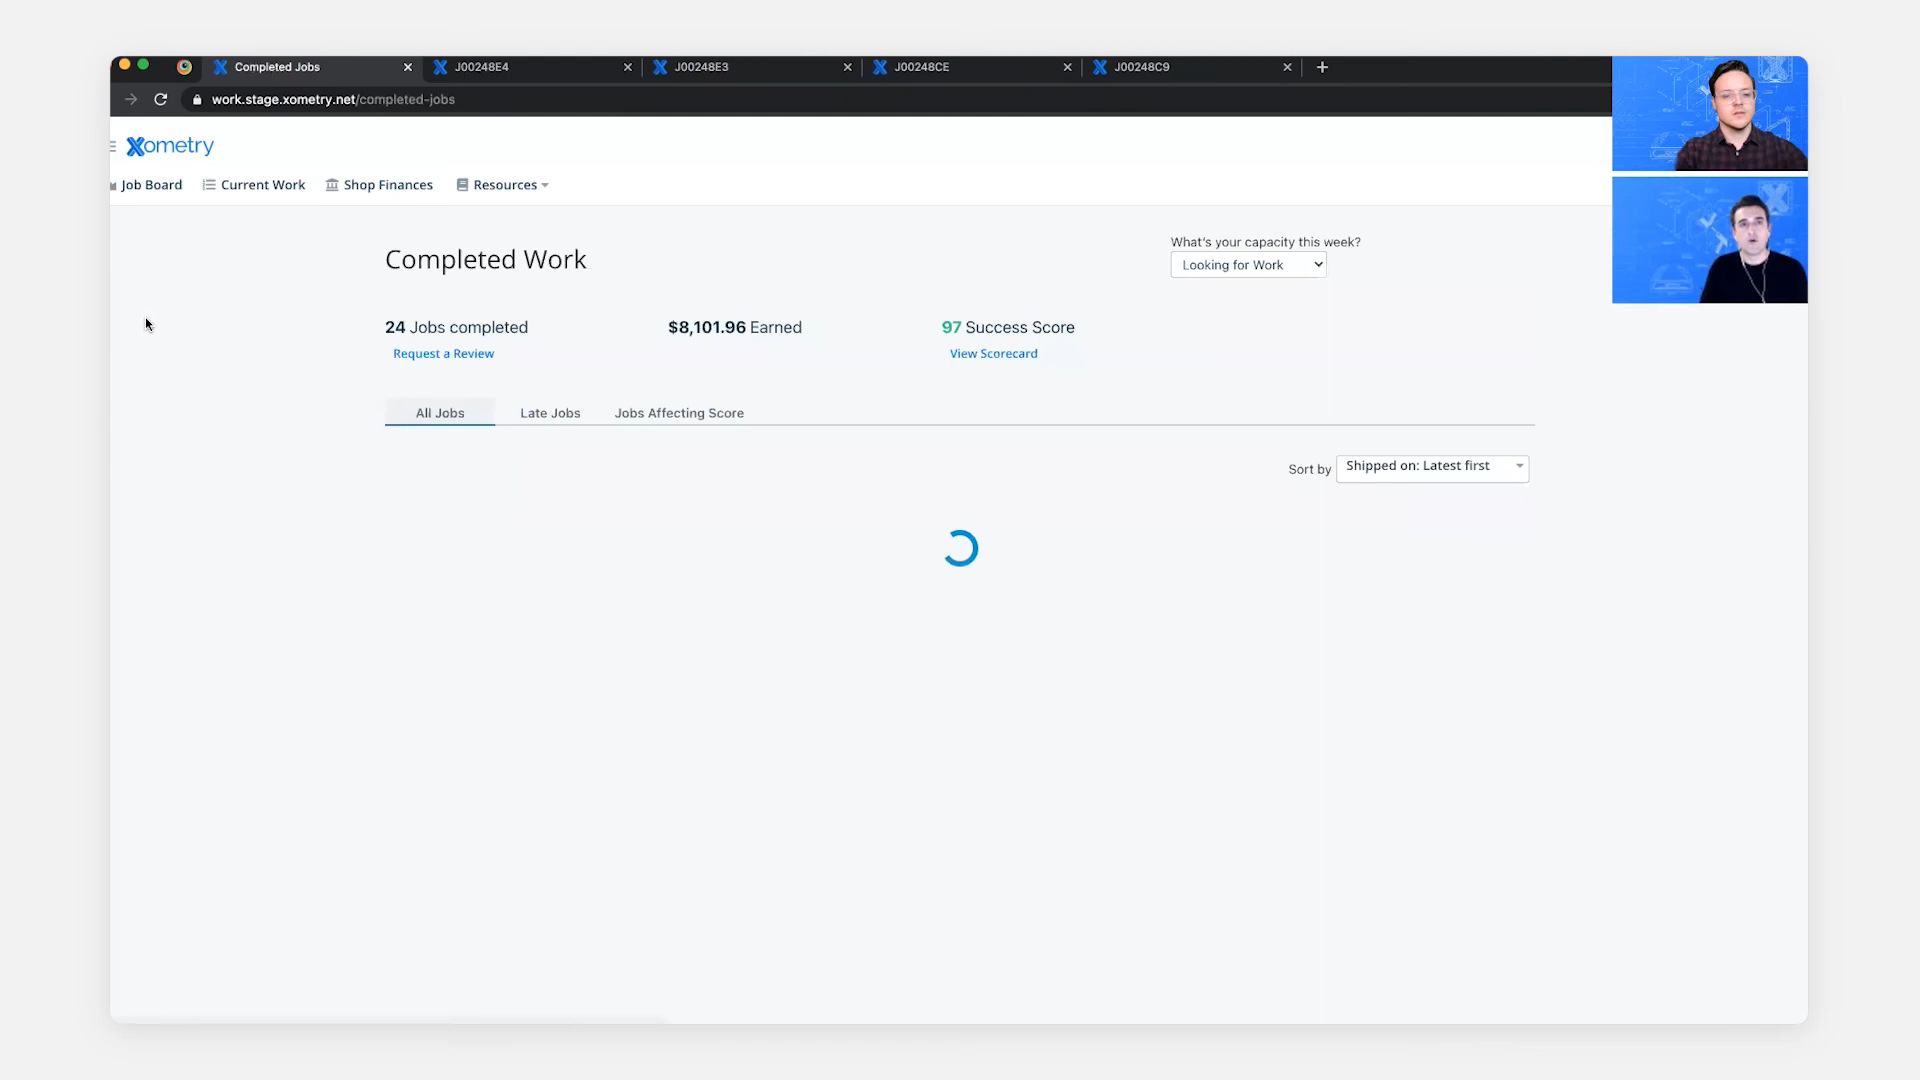 Completed Jobs
J00248E4
J00248E3
J00248CE
J00248C9
work.stage.xometry.net/completed-jobs
Xometry
Job Board
Current Work
Shop Finances
Resources
Completed Work
What's your capacity this week?
Looking for Work
24 Jobs completed
$8,101.96 Earned
97 Success Score
Request a Review
View Scorecard
All Jobs
Late Jobs
Jobs Affecting Score
Sort by
Shipped on: Latest first